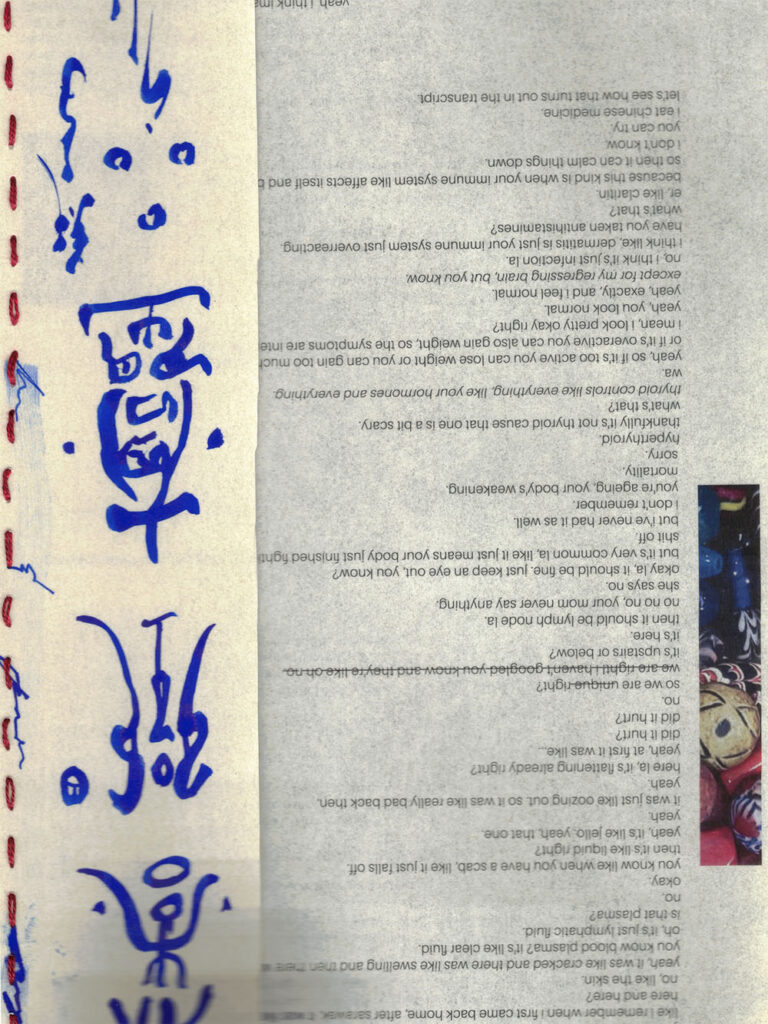 like i remember when i first came back home, after sarawak, it was
here and here?
no, like the skin.
yeah, it was like cracked and there was like swelling and then there
you know blood plasma? it's like clear fluid.
oh, it's just lymphatic fluid.
is that plasma?
no.
okay.
you know like when you have a scab, like it just falls off.
then it's like liquid right?
yeah, it's like jello. yeah, that one.
yeah.
it was just like oozing out. so it was like really bad back then.
yeah.
here la, it's flattening already right?
yeah, at first it was like...
did it hurt?
did it hurt?
no.
so we are unique right?
we are right i haven't googled you know and they're like oh no.
it's upstairs or below?
it's here.
then it should be lymph node la.
no no no, your mom never say anything.
she says no.
okay la, it should be fine. just keep an eye out, you know?
but it's very common la, like it just means your body just finished
shit off.
but i've never had it as well.
i don't remember.
you're ageing, your body's weakening.
mortality.
sorry.
hyperthyroid.
thankfully it's not thyroid cause that one is a bit scary.
what's that?
thyroid controls like everything, like your hormones and everything.
wa.
yeah, so if it's too active you can lose weight or you can gain too much
or if it's overactive you can also gain weight, so the symptoms are
i mean, i look pretty okay right?
yeah, you look normal.
yeah, exactly, and i feel normal.
except for my regressing brain, but you know.
no, i think it's just infection la.
i think like, dermatitis is just your immune system just overreacting.
have you taken antihistamines?
what's that?
er, like claritin.
because this kind is when your immune system like affects itself and
so then it can calm things down.
i don't know.
you can try.
i eat chinese medicine.
let's see how that turns out in the transcript.
yeah, i think